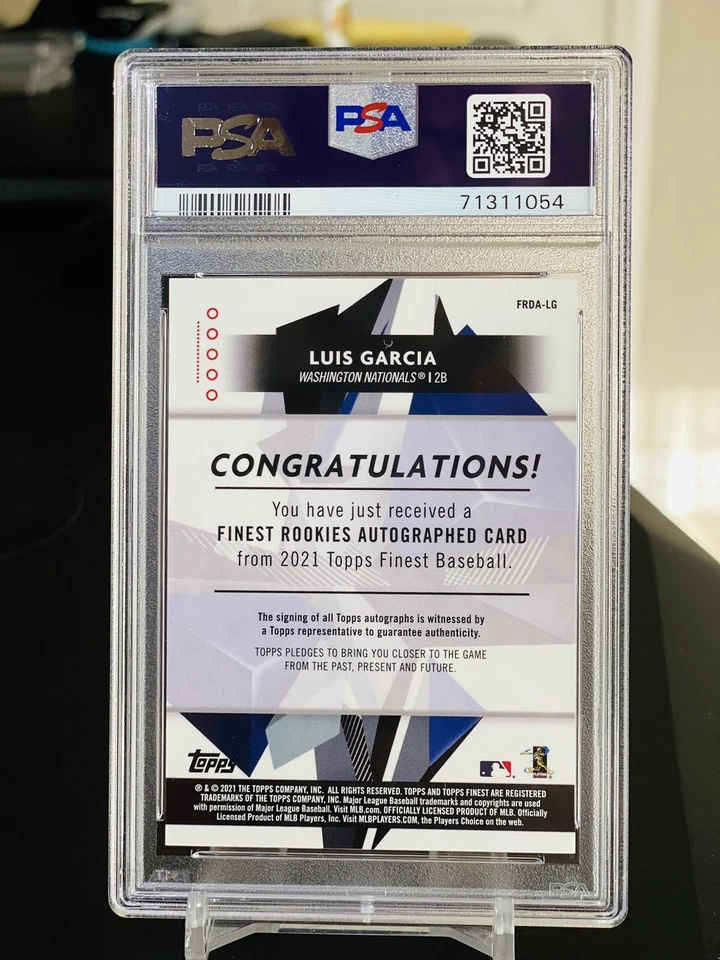 PSA
PSA
71311054
FRDA-LG
LUIS GARCIA
WASHINGTON NATIONALS® | 2B
CONGRATULATIONS!
You have just received a
FINEST ROOKIES AUTOGRAPHED CARD
from 2021 Topps Finest Baseball.
The signing of all Topps autographs is witnessed by
a Topps representative to guarantee authenticity.
TOPPS PLEDGES TO BRING YOU CLOSER TO THE GAME
FROM THE PAST, PRESENT AND FUTURE.
topps
® & © 2021 THE TOPPS COMPANY, INC. ALL RIGHTS RESERVED. TOPPS AND TOPPS FINEST ARE REGISTERED
TRADEMARKS OF THE TOPPS COMPANY, INC. Major League Baseball trademarks and copyrights are used
with permission of Major League Baseball. Visit MLB.com. OFFICIALLY LICENSED PRODUCT OF MLB. Officially
Licensed Product of MLB Players, Inc. Visit MLBPLAYERS.COM, the Players Choice on the web.
PSA